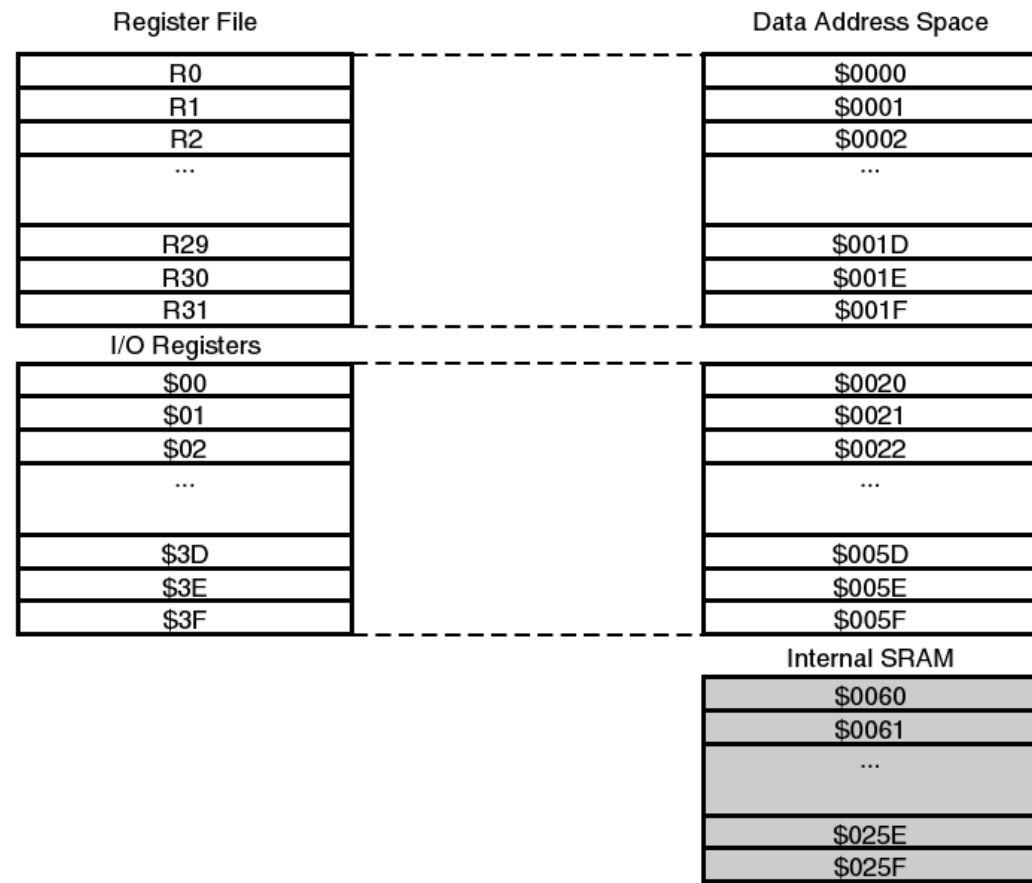 Register File Data Address Space
R0 $0000
R1 $0001
R2 $0002
... ...
R29 $001D
R30 $001E
R31 $001F
I/O Registers
$00 $0020
$01 $0021
$02 $0022
... ...
$3D $005D
$3E $005E
$3F $005F
Internal SRAM
$0060
$0061
...
$025E
$025F